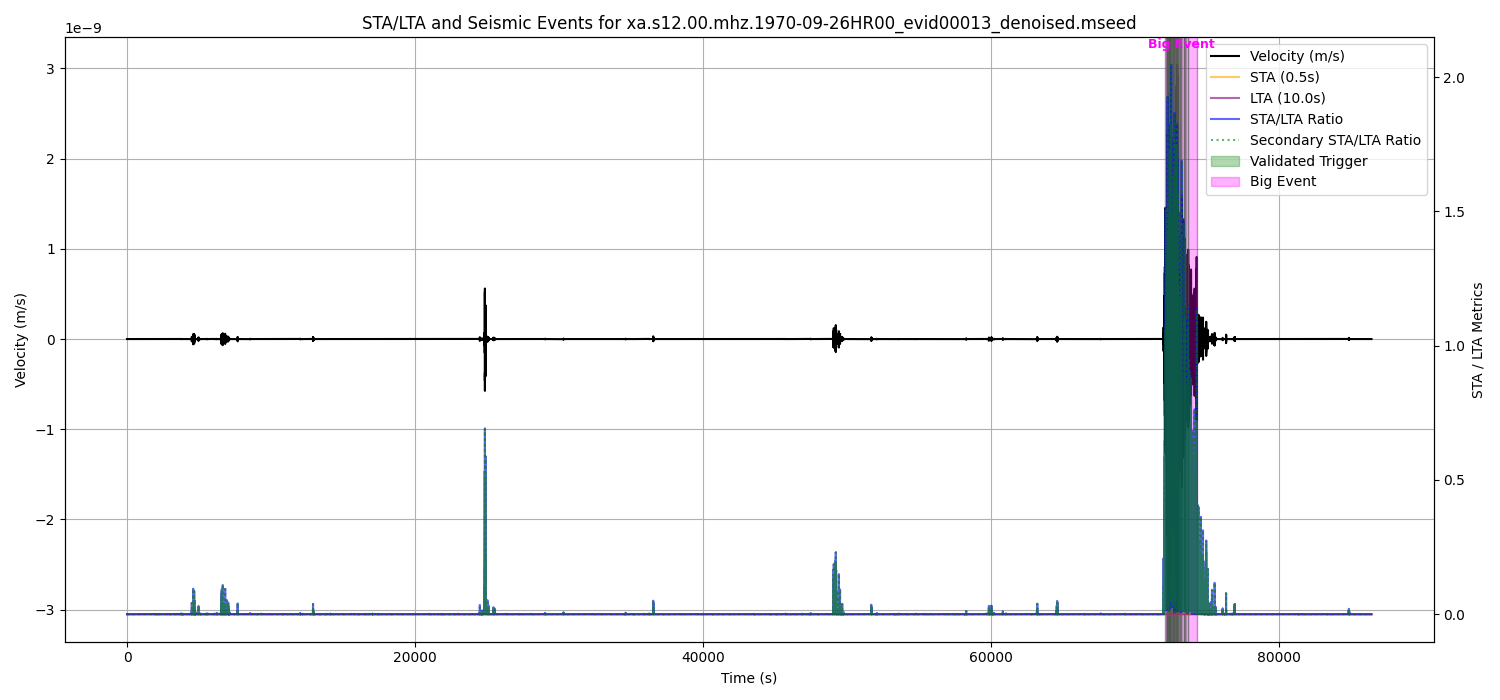 STA/LTA and Seismic Events for xa.s12.00.mhz.1970-09-26HR00_evid00013_denoised.mseed
1e−9
Big Event
Velocity (m/s)
STA (0.5s)
LTA (10.0s)
STA/LTA Ratio
Secondary STA/LTA Ratio
Validated Trigger
Big Event
3
2
1
0
−1
−2
−3
Velocity (m/s)
2.0
1.5
1.0
0.5
0.0
STA / LTA Metrics
0 20000 40000 60000 80000
Time (s)